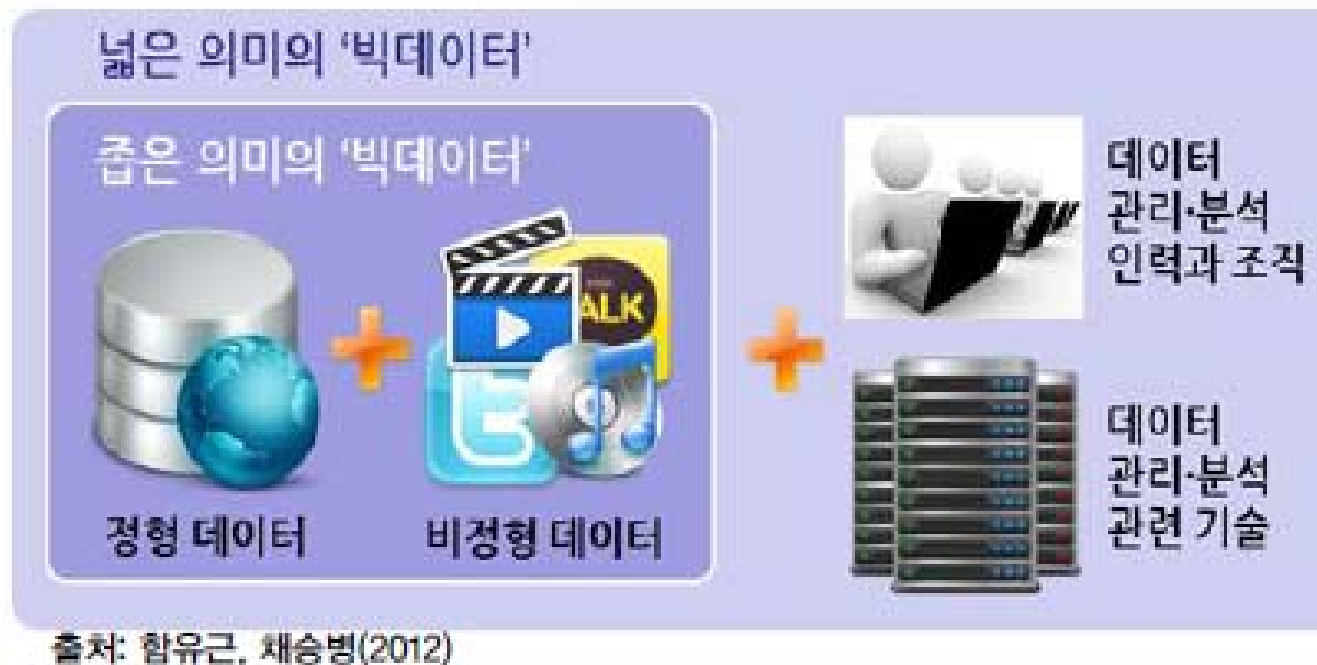 넓은 의미의 ‘빅데이터’
좁은 의미의 ‘빅데이터’
ALK
정형 데이터
비정형 데이터
데이터
관리·분석
인력과 조직
데이터
관리·분석
관련 기술
출처: 함유근, 채승병(2012)